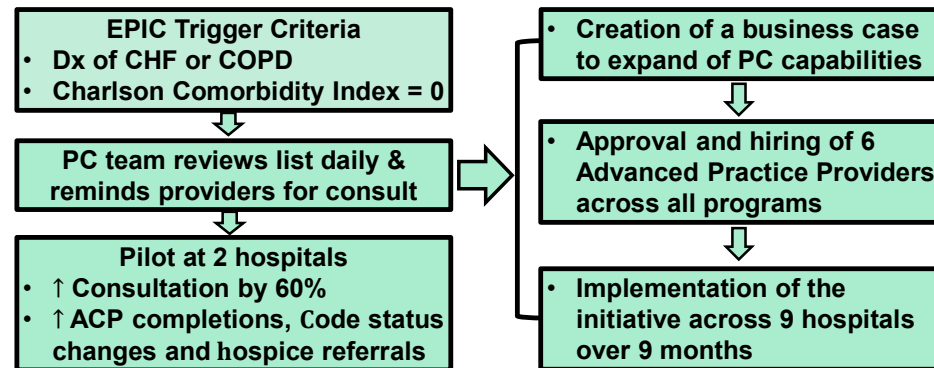 EPIC Trigger Criteria
• Dx of CHF or COPD
• Charlson Comorbidity Index = 0
PC team reviews list daily &
reminds providers for consult
Pilot at 2 hospitals
• ↑ Consultation by 60%
• ↑ ACP completions, Code status
changes and hospice referrals
• Creation of a business case
to expand of PC capabilities
• Approval and hiring of 6
Advanced Practice Providers
across all programs
• Implementation of the
initiative across 9 hospitals
over 9 months